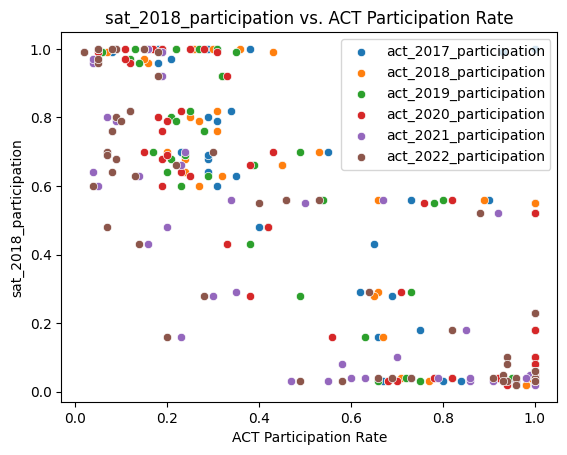 sat_2018_participation vs. ACT Participation Rate
act_2017_participation
act_2018_participation
act_2019_participation
act_2020_participation
act_2021_participation
act_2022_participation
sat_2018_participation
1.0
0.8
0.6
0.4
0.2
0.0
0.0 0.2 0.4 0.6 0.8 1.0
ACT Participation Rate